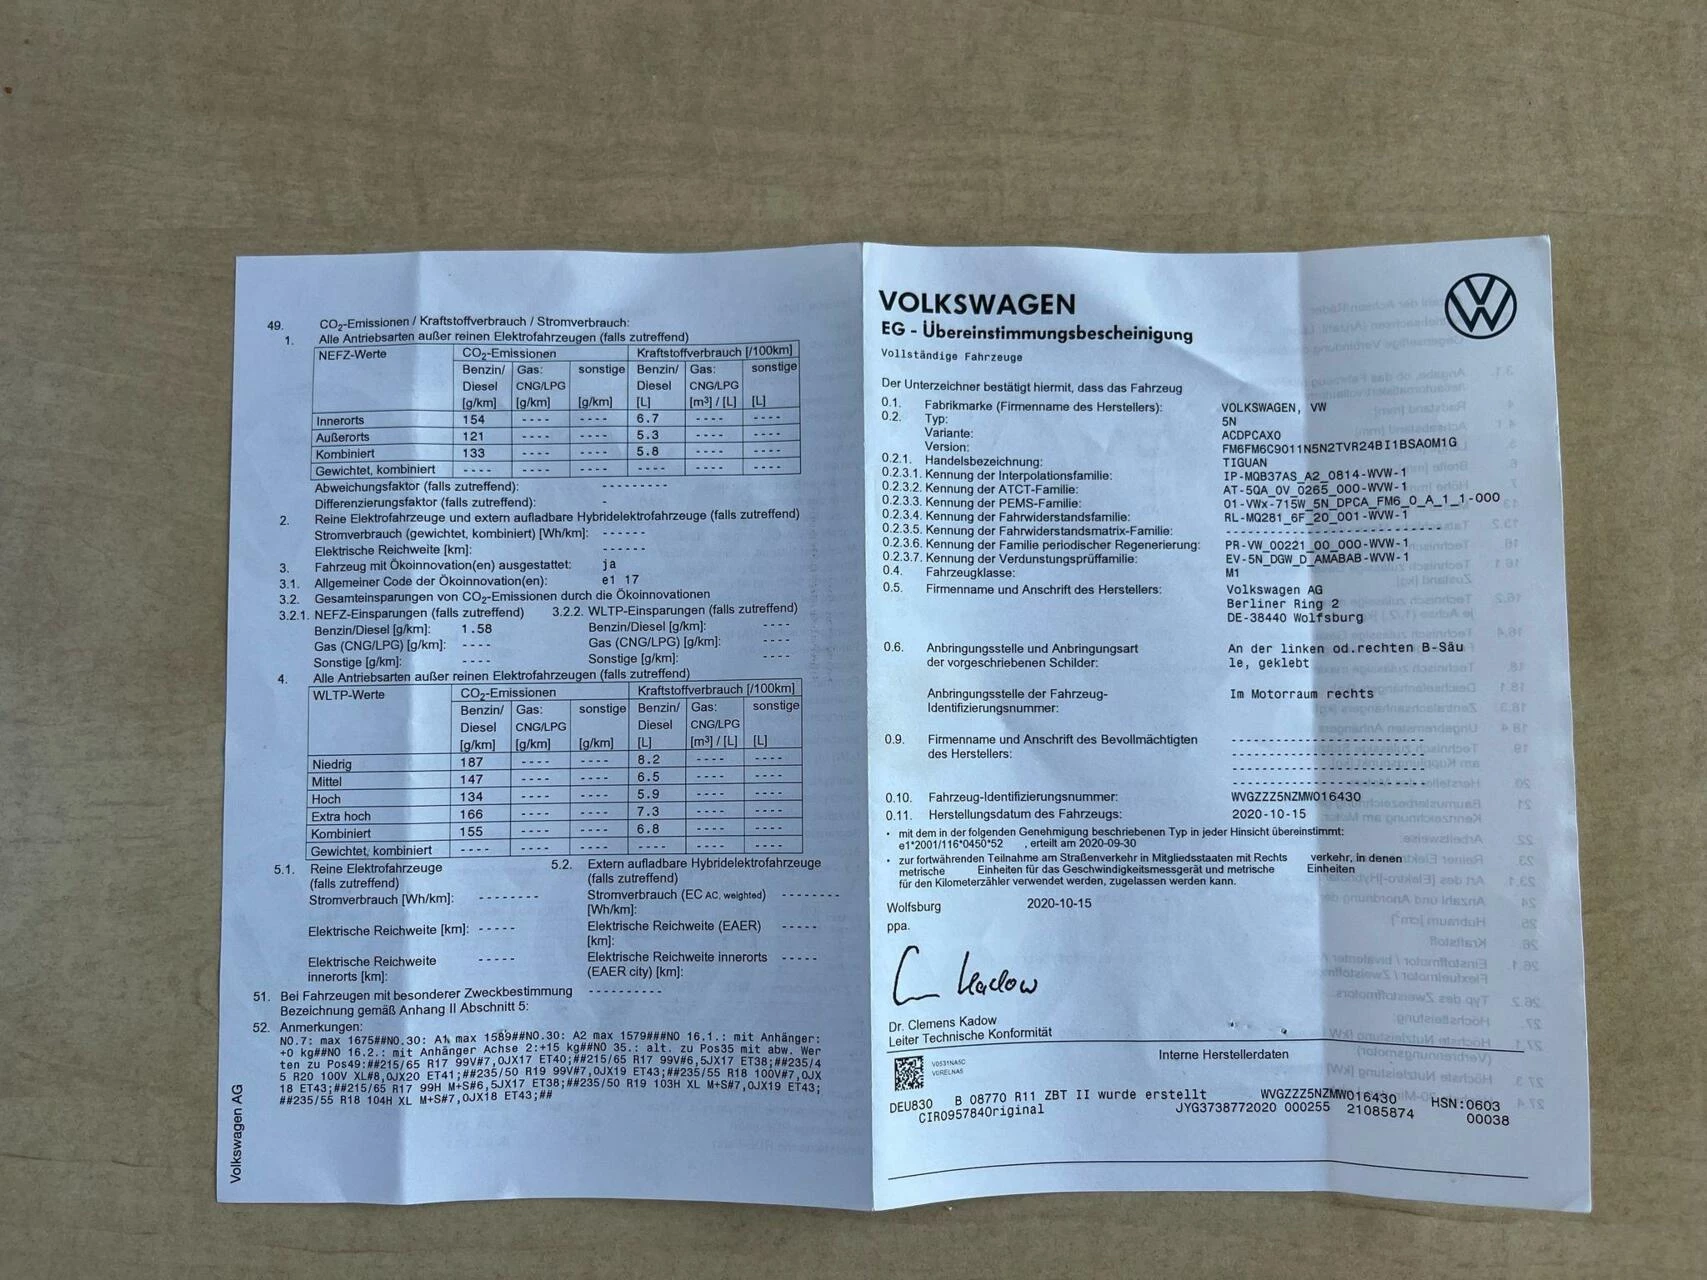 49. CO₂-Emissionen / Kraftstoffverbrauch / Stromverbrauch:
1. Alle Antriebsarten außer reinen Elektrofahrzeugen (falls zutreffend)
NEFZ-Werte CO₂-Emissionen Kraftstoffverbrauch [/100km]
Benzin/ Gas: sonstige Benzin/ Gas: sonstige
Diesel CNG/LPG Diesel CNG/LPG
[g/km] [g/km] [g/km] [L] [m³] / [L] [L]
Innerorts 154 ---- ---- 6.7 ---- ----
Außerorts 121 ---- ---- 5.3 ---- ----
Kombiniert 133 ---- ---- 5.8 ---- ----
Gewichtet, kombiniert ---- ---- ---- ---- ---- ----
Abweichungsfaktor (falls zutreffend): ---------
Differenzierungsfaktor (falls zutreffend): -
2. Reine Elektrofahrzeuge und extern aufladbare Hybridelektrofahrzeuge (falls zutreffend)
Stromverbrauch (gewichtet, kombiniert) [Wh/km]: ------
Elektrische Reichweite [km]: ------
3. Fahrzeug mit Ökoinnovation(en) ausgestattet: ja
3.1. Allgemeiner Code der Ökoinnovation(en): e1 17
3.2. Gesamteinsparungen von CO₂-Emissionen durch die Ökoinnovationen
3.2.1. NEFZ-Einsparungen (falls zutreffend) 3.2.2. WLTP-Einsparungen (falls zutreffend)
Benzin/Diesel [g/km]: 1.58 Benzin/Diesel [g/km]: ----
Gas (CNG/LPG) [g/km]: ---- Gas (CNG/LPG) [g/km]: ----
Sonstige [g/km]: ---- Sonstige [g/km]: ----
4. Alle Antriebsarten außer reinen Elektrofahrzeugen (falls zutreffend)
WLTP-Werte CO₂-Emissionen Kraftstoffverbrauch [/100km]
Benzin/ Gas: sonstige Benzin/ Gas: sonstige
Diesel CNG/LPG Diesel CNG/LPG
[g/km] [g/km] [g/km] [L] [m³] / [L] [L]
Niedrig 187 ---- ---- 8.2 ---- ----
Mittel 147 ---- ---- 6.5 ---- ----
Hoch 134 ---- ---- 5.9 ---- ----
Extra hoch 166 ---- ---- 7.3 ---- ----
Kombiniert 155 ---- ---- 6.8 ---- ----
Gewichtet, kombiniert ---- ---- ---- ---- ---- ----
5.1. Reine Elektrofahrzeuge 5.2. Extern aufladbare Hybridelektrofahrzeuge
(falls zutreffend) (falls zutreffend)
Stromverbrauch [Wh/km]: -------- Stromverbrauch (EC AC, weighted) --------
[Wh/km]:
Elektrische Reichweite [km]: ----- Elektrische Reichweite (EAER) -----
[km]:
Elektrische Reichweite ----- Elektrische Reichweite innerorts -----
innerorts [km]: (EAER city) [km]:
51. Bei Fahrzeugen mit besonderer Zweckbestimmung ----------
Bezeichnung gemäß Anhang II Abschnitt 5:
52. Anmerkungen:
NO.7: max 1675##NO.30: A1 max 1589##NO.30: A2 max 1579###NO 16.1.: mit Anhänger:
+0 kg##NO 16.2.: mit Anhänger Achse 2:+15 kg##NO 35.: alt. zu Pos35 mit abw. Wer
ten zu Pos49:##215/65 R17 99V#7,0JX17 ET40;##215/65 R17 99V#6,5JX17 ET38;##235/4
5 R20 100V XL#8,0JX20 ET41;##235/50 R19 99V#7,0JX19 ET43;##235/55 R18 100V#7,0JX
18 ET43;##215/65 R17 99H M+S#6,5JX17 ET38;##235/50 R19 103H XL M+S#7,0JX19 ET43;
##235/55 R18 104H XL M+S#7,0JX18 ET43;##
Volkswagen AG
VOLKSWAGEN
EG - Übereinstimmungsbescheinigung
Vollständige Fahrzeuge
Der Unterzeichner bestätigt hiermit, dass das Fahrzeug
0.1. Fabrikmarke (Firmenname des Herstellers): VOLKSWAGEN, VW
0.2. Typ: 5N
Variante: ACDPCAX0
Version: FM6FM6C9011N5N2TVR24BI1BSAOM1G
0.2.1. Handelsbezeichnung: TIGUAN
0.2.3.1. Kennung der Interpolationsfamilie: IP-MQB37AS_A2_0814-WVW-1
0.2.3.2. Kennung der ATCT-Familie: AT-5QA_0V_0265_000-WVW-1
0.2.3.3. Kennung der PEMS-Familie: 01-VWx-715W_5N_DPCA_FM6_0_A_1_1-000
0.2.3.4. Kennung der Fahrwiderstandsfamilie: RL-MQ281_6F_20_001-WVW-1
0.2.3.5. Kennung der Fahrwiderstandsmatrix-Familie: ------------------------
0.2.3.6. Kennung der Familie periodischer Regenerierung: PR-VW_00221_00_000-WVW-1
0.2.3.7. Kennung der Verdunstungsprüffamilie: EV-5N_DGW_D_AMABAB-WVW-1
0.4. Fahrzeugklasse: M1
0.5. Firmenname und Anschrift des Herstellers: Volkswagen AG
Berliner Ring 2
DE-38440 Wolfsburg
0.6. Anbringungsstelle und Anbringungsart An der linken od.rechten B-Säu
der vorgeschriebenen Schilder: le, geklebt
Anbringungsstelle der Fahrzeug- Im Motorraum rechts
Identifizierungsnummer:
0.9. Firmenname und Anschrift des Bevollmächtigten
des Herstellers:
0.10. Fahrzeug-Identifizierungsnummer: WVGZZZ5NZMW016430
0.11. Herstellungsdatum des Fahrzeugs: 2020-10-15
· mit dem in der folgenden Genehmigung beschriebenen Typ in jeder Hinsicht übereinstimmt:
e1*2001/116*0450*52 , erteilt am 2020-09-30
· zur fortwährenden Teilnahme am Straßenverkehr in Mitgliedsstaaten mit Rechts verkehr, in denen
metrische Einheiten für das Geschwindigkeitsmessgerät und metrische Einheiten
für den Kilometerzähler verwendet werden, zugelassen werden kann.
Wolfsburg 2020-10-15
ppa.
C Kadow
Dr. Clemens Kadow
Leiter Technische Konformität
Interne Herstellerdaten
V0531NA5C
V0RELNA5
DEU830 B 08770 R11 ZBT II wurde erstellt WVGZZZ5NZMW016430 HSN:0603
CIR095784Original JYG3738772020 000255 21085874 00038